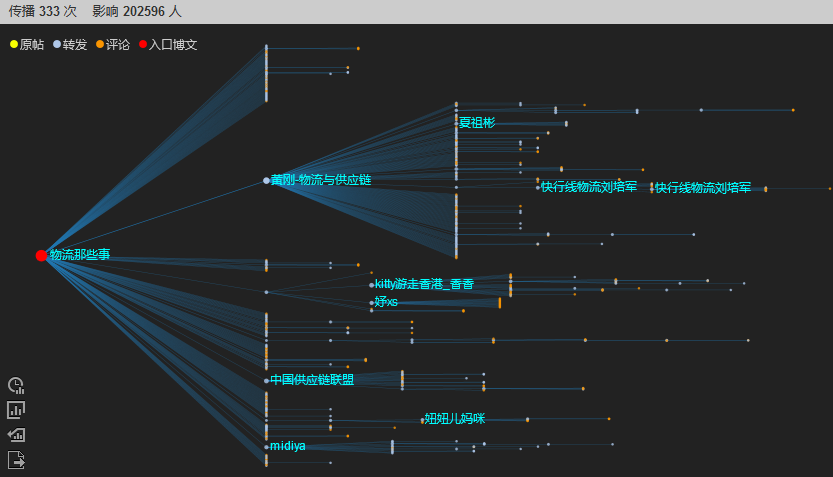 传播 333 次 影响 202596 人
原帖 转发 评论 入口博文
夏祖彬
黄刚-物流与供应链
快行线物流刘培军
快行线物流刘培军
物流那些事
kitty游走香港_香香
妤xs
中国供应链联盟
妞妞儿妈咪
midiya